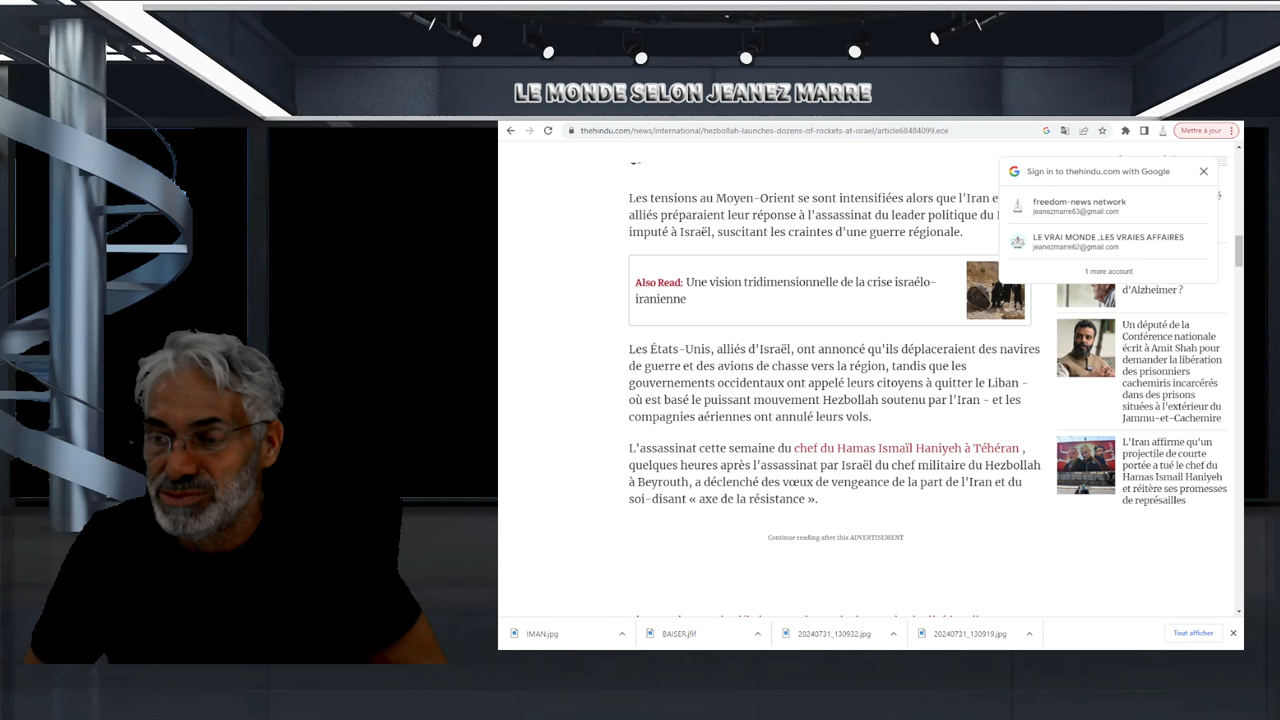 LE MONDE SELON JEANEZ MARRE
thehindu.com/news/international/hezbollah-launches-dozens-of-rockets-at-israel/article68484099.ece
Mettre à jour
Sign in to thehindu.com with Google
freedom-news network
jeanezmarre63@gmail.com
LE VRAI MONDE ,LES VRAIES AFFAIRES
jeanezmarre62@gmail.com
1 more account
Les tensions au Moyen-Orient se sont intensifiées alors que l'Iran e
alliés préparaient leur réponse à l'assassinat du leader politique du
imputé à Israël, suscitant les craintes d'une guerre régionale.
Also Read: Une vision tridimensionnelle de la crise israélo-
iranienne
Les États-Unis, alliés d'Israël, ont annoncé qu'ils déplaceraient des navires
de guerre et des avions de chasse vers la région, tandis que les
gouvernements occidentaux ont appelé leurs citoyens à quitter le Liban -
où est basé le puissant mouvement Hezbollah soutenu par l'Iran - et les
compagnies aériennes ont annulé leurs vols.
L'assassinat cette semaine du chef du Hamas Ismaïl Haniyeh à Téhéran ,
quelques heures après l'assassinat par Israël du chef militaire du Hezbollah
à Beyrouth, a déclenché des vœux de vengeance de la part de l'Iran et du
soi-disant « axe de la résistance ».
Continue reading after this ADVERTISEMENT
d'Alzheimer ?
Un député de la
Conférence nationale
écrit à Amit Shah pour
demander la libération
des prisonniers
cachemiris incarcérés
dans des prisons
situées à l'extérieur du
Jammu-et-Cachemire
L'Iran affirme qu'un
projectile de courte
portée a tué le chef du
Hamas Ismail Haniyeh
et réitère ses promesses
de représailles
IMAN.jpg
BAISER.jfif
20240731_130932.jpg
20240731_130919.jpg
Tout afficher